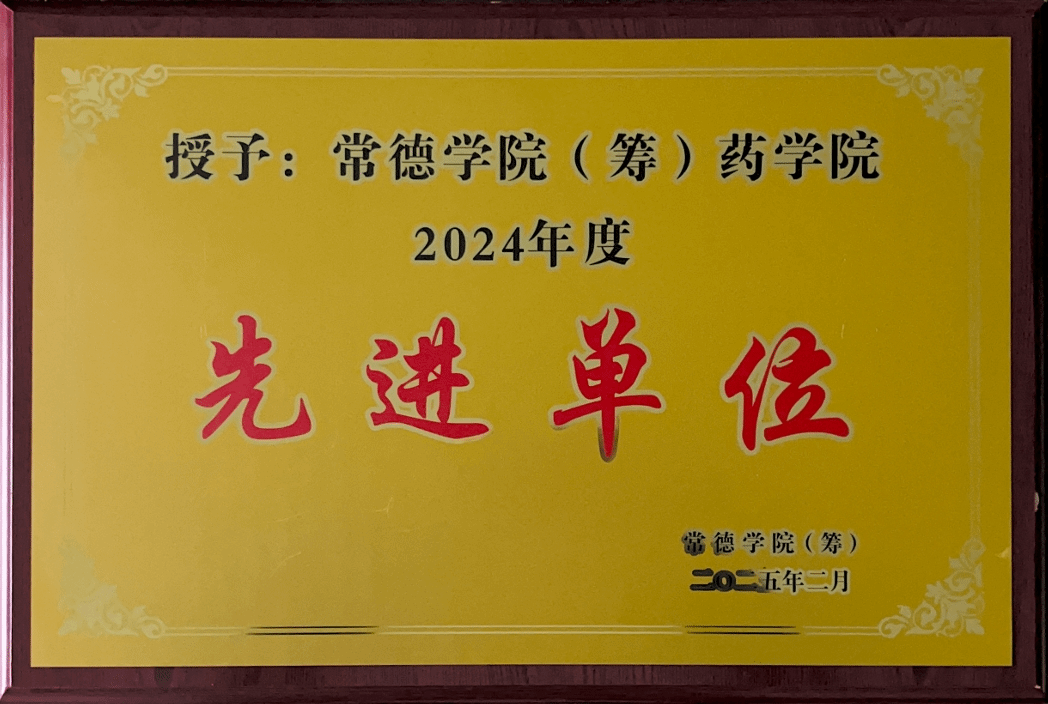 授予：常德学院（筹）药学院
2024年度
先进单位
常德学院（筹）
二〇二五年二月